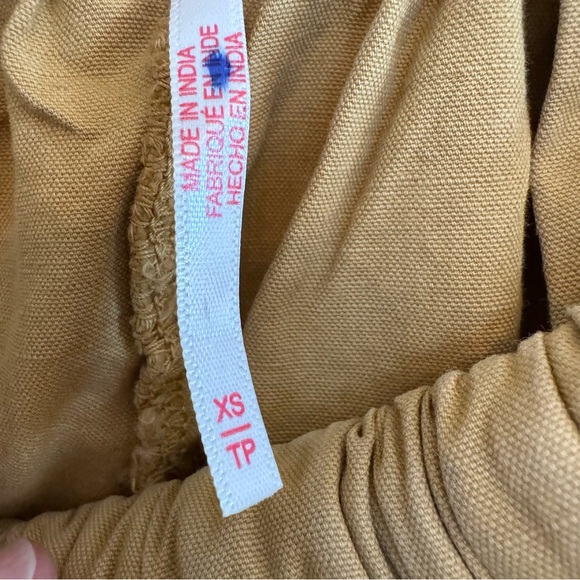 MADE IN INDIA
FABRIQUÉ EN INDE
HECHO EN INDIA
XS
TP